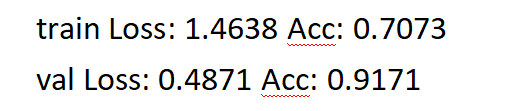 train Loss: 1.4638 Acc: 0.7073
val Loss: 0.4871 Acc: 0.9171